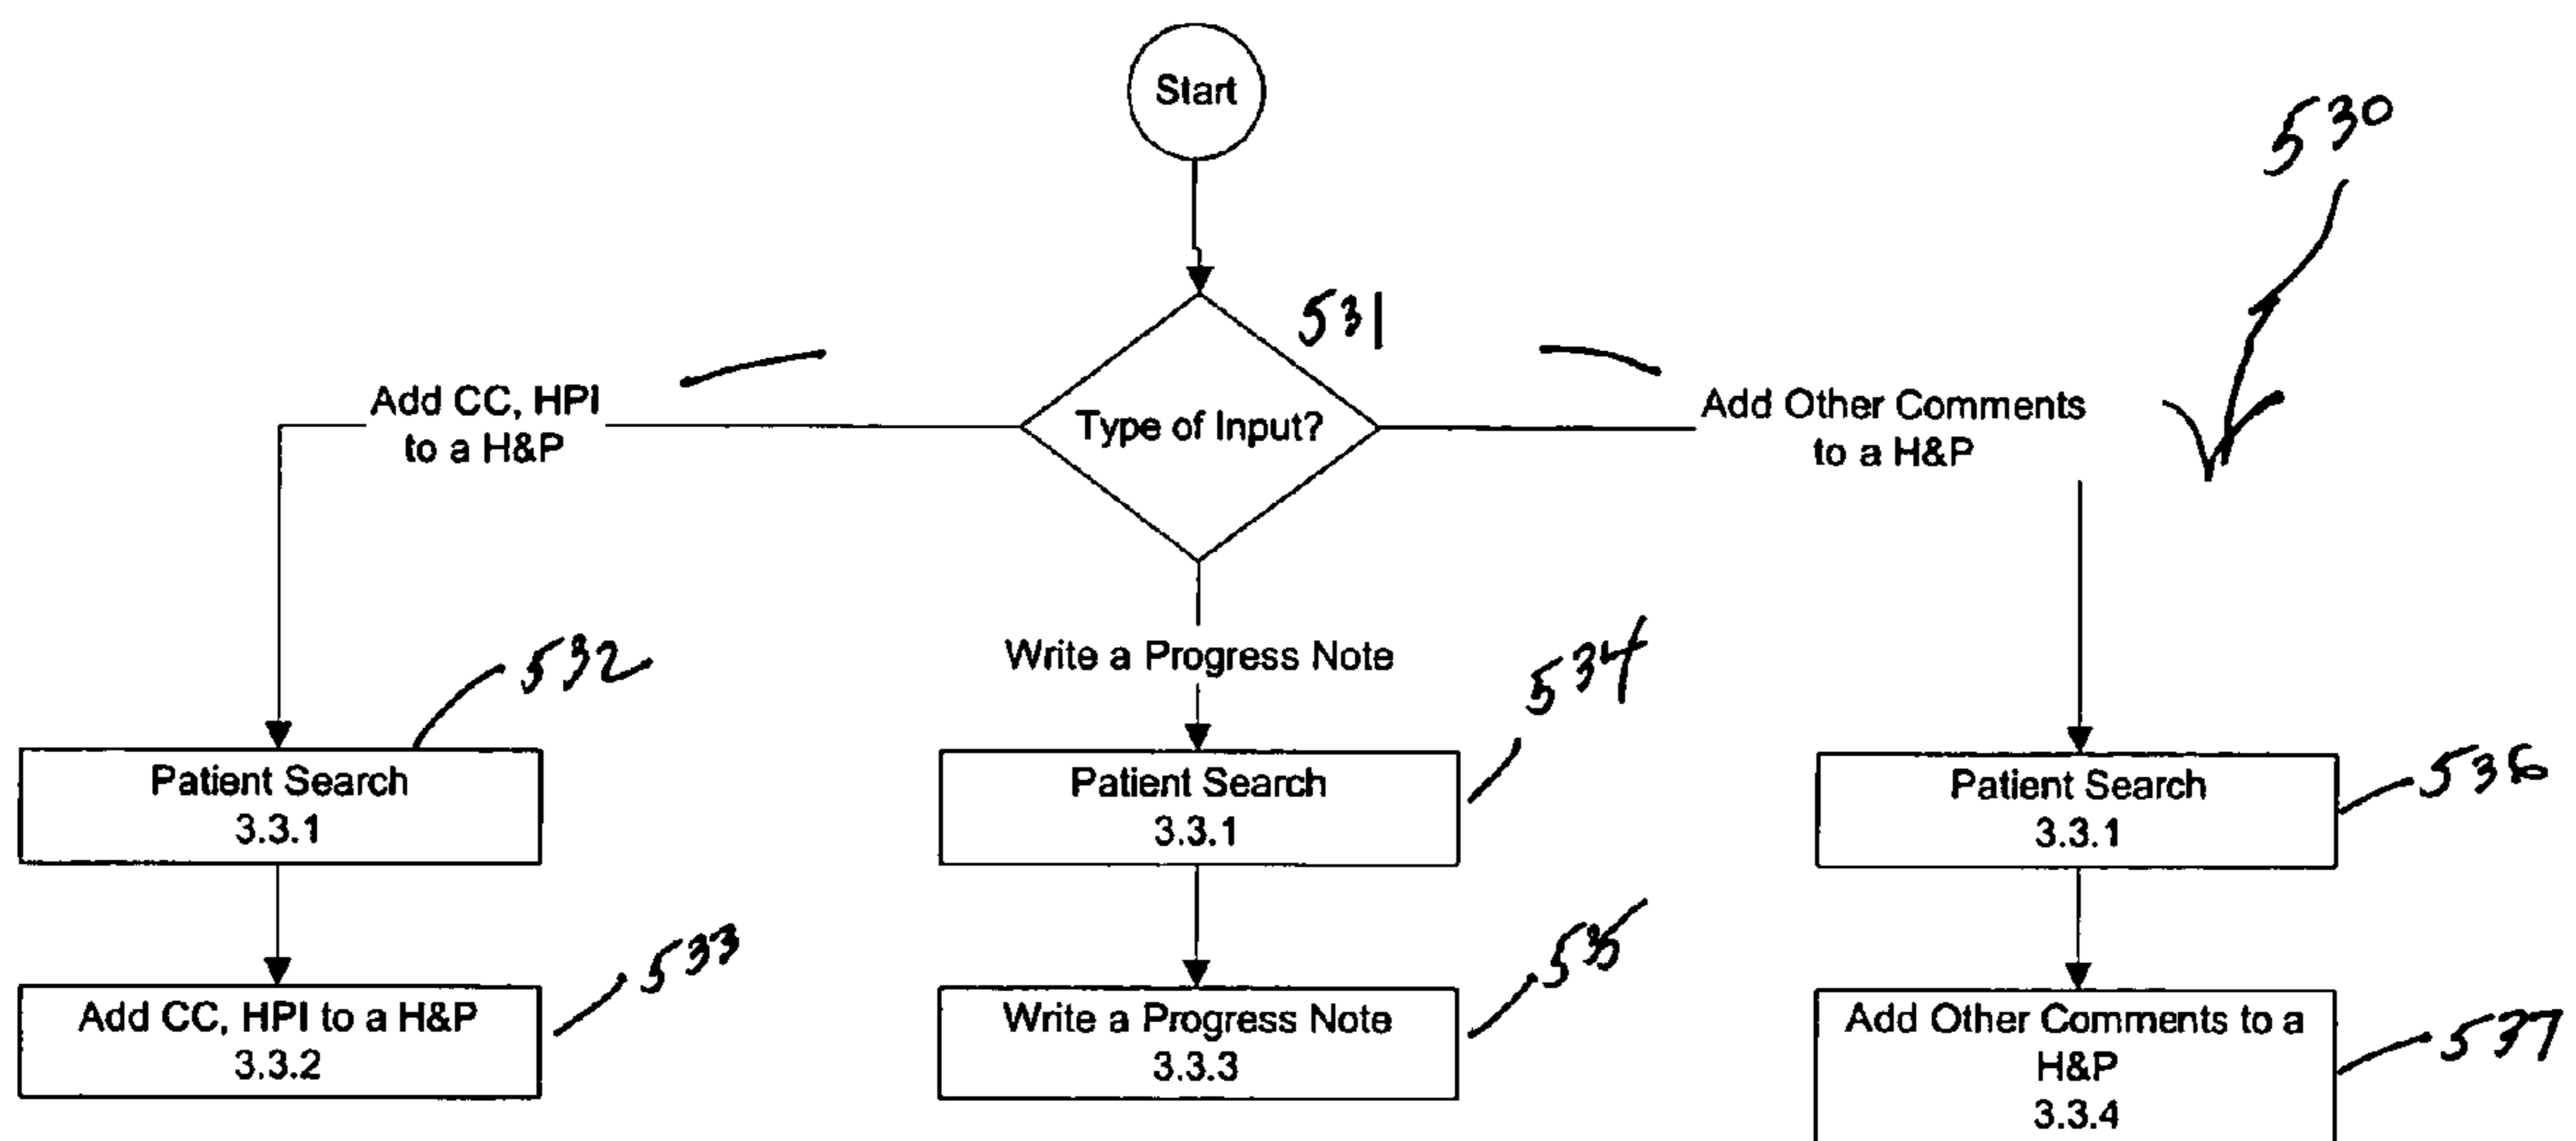 Start
530
531
Type of Input?
Add CC, HPI
to a H&P
Add Other Comments
to a H&P
Write a Progress Note
532
534
536
Patient Search
3.3.1
Patient Search
3.3.1
Patient Search
3.3.1
533
535
537
Add CC, HPI to a H&P
3.3.2
Write a Progress Note
3.3.3
Add Other Comments to a
H&P
3.3.4